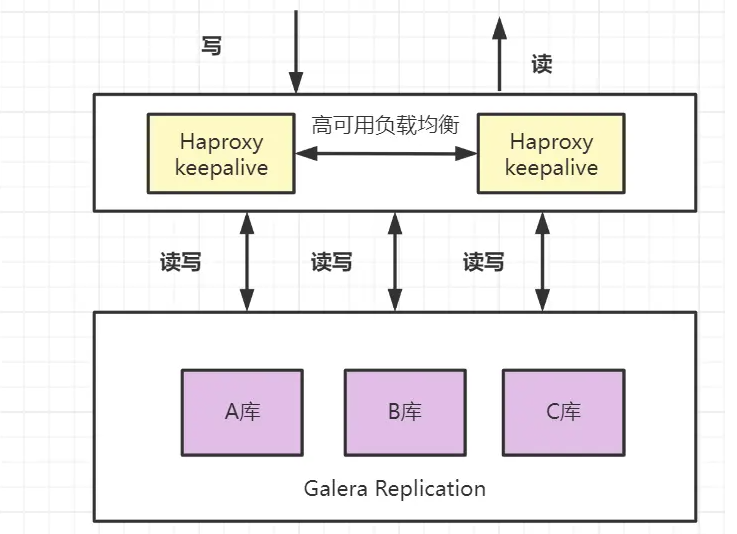 写
读
高可用负载均衡
Haproxy
keepalive
Haproxy
keepalive
读写
读写
读写
A库
B库
C库
Galera Replication